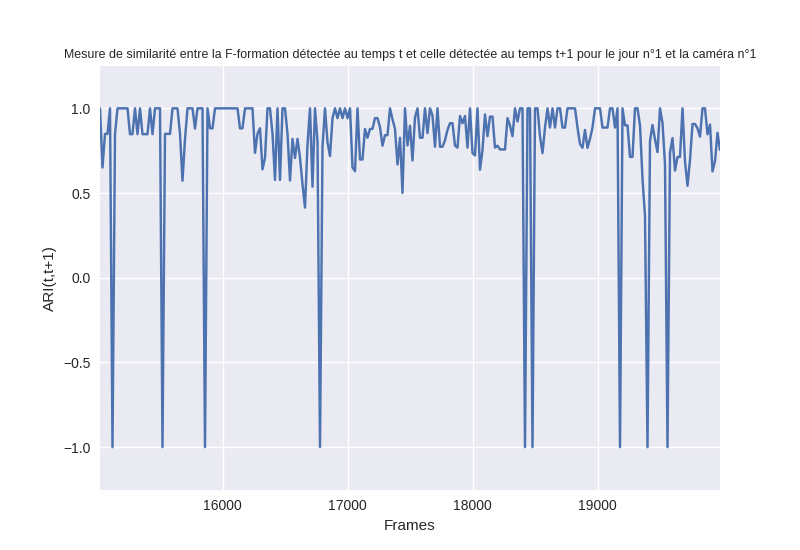 Mesure de similarité entre la F-formation détectée au temps t et celle détectée au temps t+1 pour le jour n°1 et la caméra n°1
1.0
0.5
0.0
−0.5
−1.0
ARI(t,t+1)
16000 17000 18000 19000
Frames